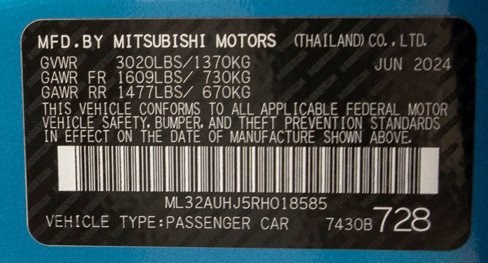 MFD.BY MITSUBISHI MOTORS (THAILAND)CO.,LTD.
GVWR 3020LBS/1370KG JUN 2024
GAWR FR 1609LBS/ 730KG
GAWR RR 1477LBS/ 670KG
THIS VEHICLE CONFORMS TO ALL APPLICABLE FEDERAL MOTOR
VEHICLE SAFETY, BUMPER, AND THEFT PREVENTION STANDARDS
IN EFFECT ON THE DATE OF MANUFACTURE SHOWN ABOVE.
ML32AUHJ5RH018585
VEHICLE TYPE:PASSENGER CAR 7430B 728